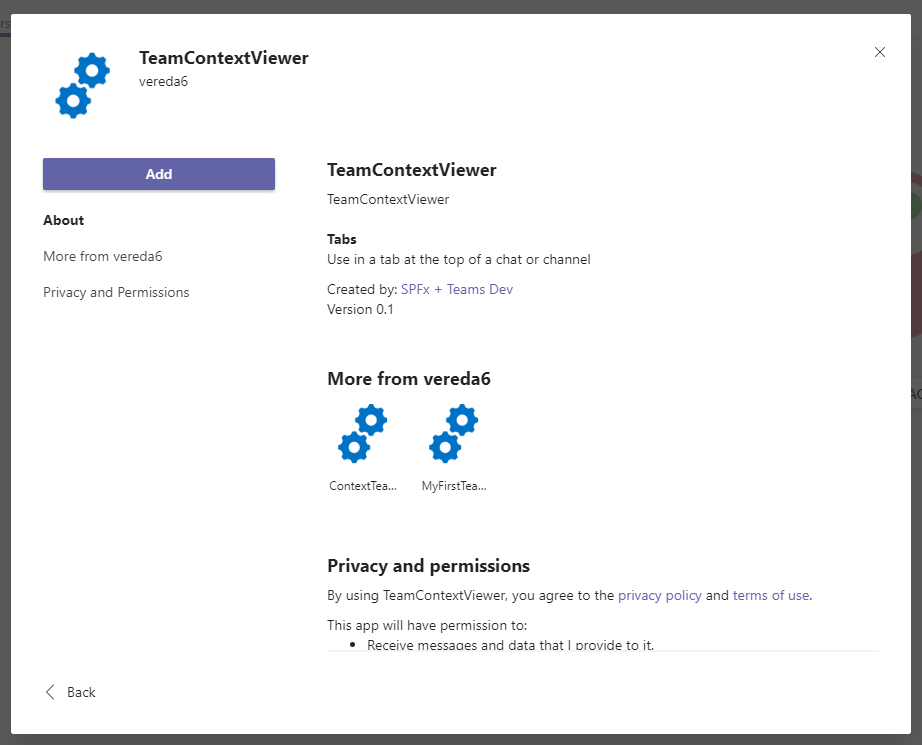 TeamContextViewer
vereda6
Add
About
More from vereda6
Privacy and Permissions
TeamContextViewer
TeamContextViewer
Tabs
Use in a tab at the top of a chat or channel
Created by: SPFx + Teams Dev
Version 0.1
More from vereda6
ContextTea...
MyFirstTea...
Privacy and permissions
By using TeamContextViewer, you agree to the privacy policy and terms of use.
This app will have permission to:
• Receive messages and data that I provide to it.
Back